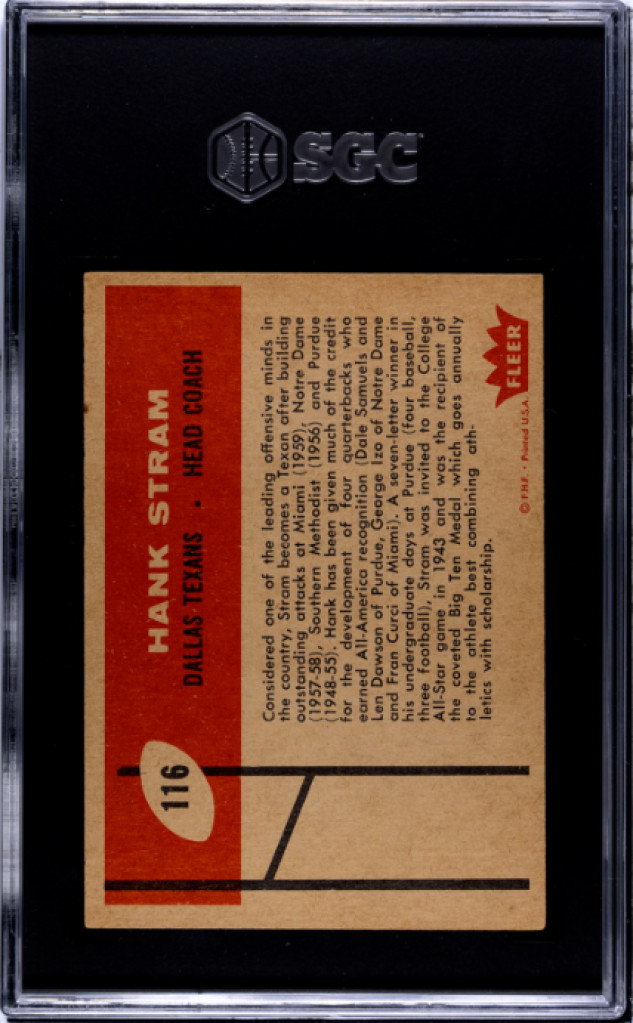 SGC
116
HANK STRAM
DALLAS TEXANS • HEAD COACH
Considered one of the leading offensive minds in
the country, Stram becomes a Texan after building
outstanding attacks at Miami (1959), Notre Dame
(1957-58), Southern Methodist (1956) and Purdue
(1948-55). Hank has been given much of the credit
for the development of four quarterbacks who
earned All-America recognition (Dale Samuels and
Len Dawson of Purdue, George Izo of Notre Dame
and Fran Curci of Miami). A seven-letter winner in
his undergraduate days at Purdue (four baseball,
three football), Stram was invited to the College
All-Star game in 1943 and was the recipient of
the coveted Big Ten Medal which goes annually
to the athlete best combining ath-
letics with scholarship.
FLEER
© F.H.F. • Printed U.S.A.